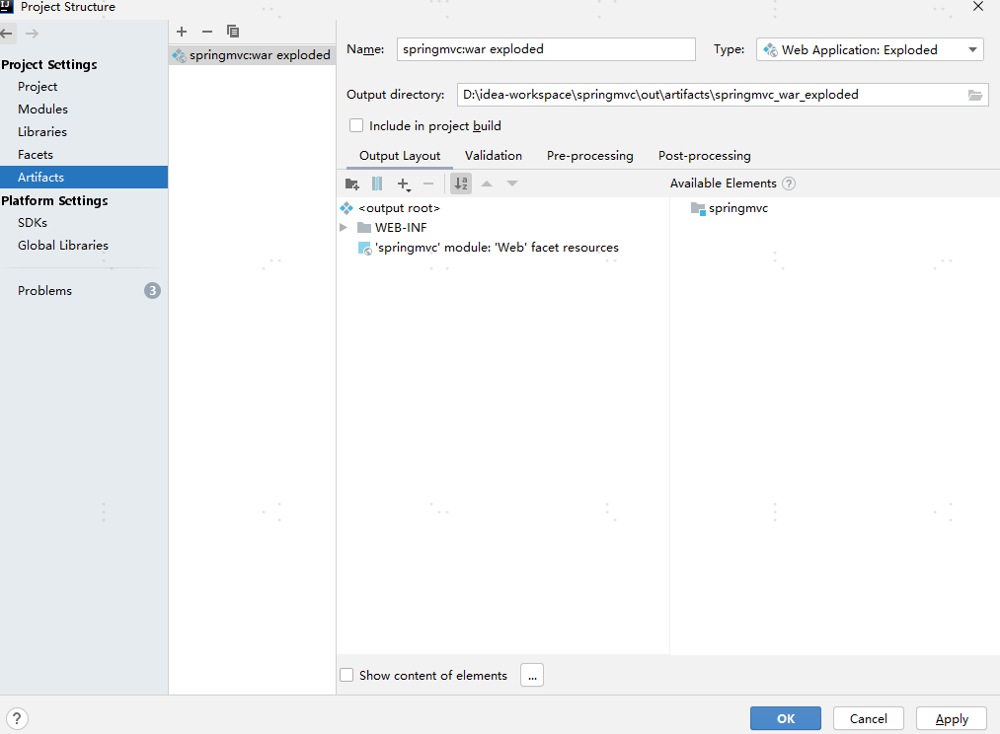 Project Structure
Project Settings
Project
Modules
Libraries
Facets
Artifacts
Platform Settings
SDKs
Global Libraries
Problems 3
springmvc:war exploded
Name: springmvc:war exploded Type: Web Application: Exploded
Output directory: D:\idea-workspace\springmvc\out\artifacts\springmvc_war_exploded
Include in project build
Output Layout Validation Pre-processing Post-processing
Available Elements ?
<output root>
WEB-INF
'springmvc' module: 'Web' facet resources
springmvc
Show content of elements ...
? OK Cancel Apply